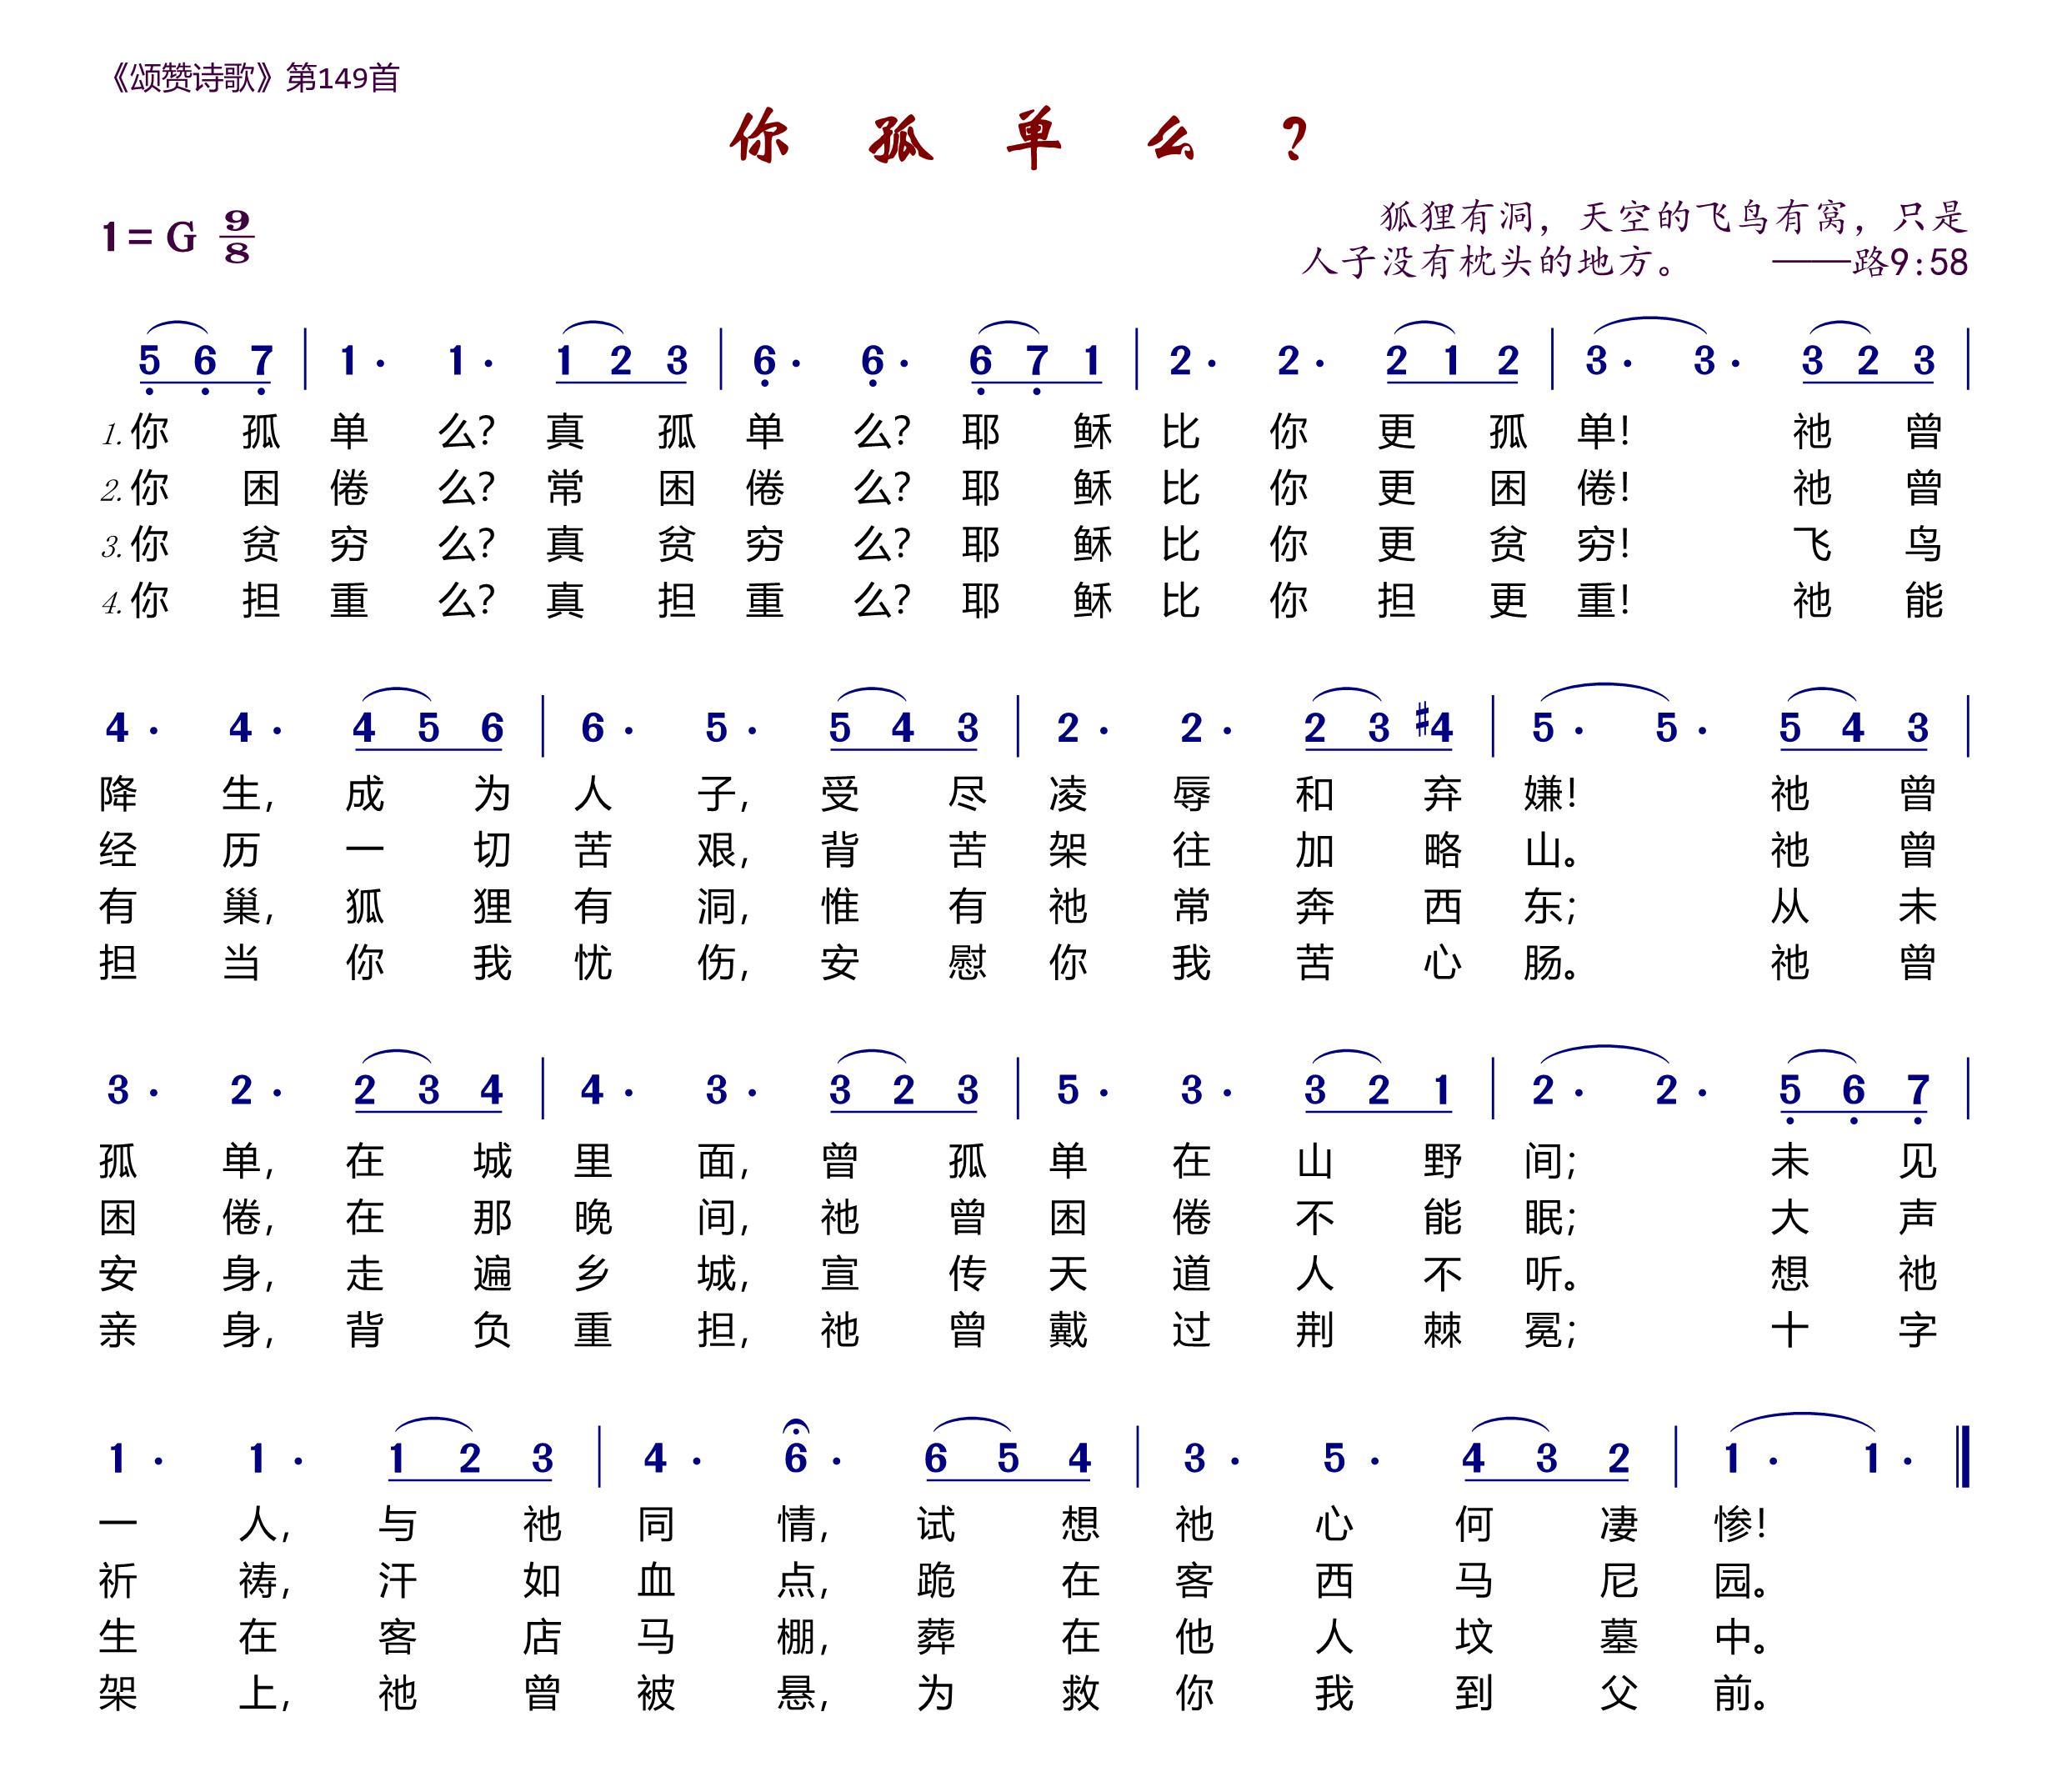 《颂赞诗歌》第149首
你 孤 单 么 ?
1 = G 9/8
狐狸有洞，天空的飞鸟有窝，只是
人子没有枕头的地方。 ——路9:58
5 6 7 | 1 · 1 · 1 2 3 | 6 · 6 · 6 7 1 | 2 · 2 · 2 1 2 | 3 · 3 · 3 2 3 |
1. 你 孤 单 么？ 真 孤 单 么？ 耶 稣 比 你 更 孤 单！ 祂 曾
2. 你 困 倦 么？ 常 困 倦 么？ 耶 稣 比 你 更 困 倦！ 祂 曾
3. 你 贫 穷 么？ 真 贫 穷 么？ 耶 稣 比 你 更 贫 穷！ 飞 鸟
4. 你 担 重 么？ 真 担 重 么？ 耶 稣 比 你 担 更 重！ 祂 能
4 · 4 · 4 5 6 | 6 · 5 · 5 4 3 | 2 · 2 · 2 3 #4 | 5 · 5 · 5 4 3 |
降 生， 成 为 人 子， 受 尽 凌 辱 和 弃 嫌！ 祂 曾
经 历 一 切 苦 艰， 背 苦 架 往 加 略 山。 祂 曾
有 巢， 狐 狸 有 洞， 惟 有 祂 常 奔 西 东； 从 未
担 当 你 我 忧 伤， 安 慰 你 我 苦 心 肠。 祂 曾
3 · 2 · 2 3 4 | 4 · 3 · 3 2 3 | 5 · 3 · 3 2 1 | 2 · 2 · 5 6 7 |
孤 单， 在 城 里 面， 曾 孤 单 在 山 野 间； 未 见
困 倦， 在 那 晚 间， 祂 曾 困 倦 不 能 眠； 大 声
安 身， 走 遍 乡 城， 宣 传 天 道 人 不 听。 想 祂
亲 身， 背 负 重 担， 祂 曾 戴 过 荆 棘 冕； 十 字
1 · 1 · 1 2 3 | 4 · 6 · 6 5 4 | 3 · 5 · 4 3 2 | 1 · 1 · ‖
一 人， 与 祂 同 情， 试 想 祂 心 何 凄 惨！
祈 祷， 汗 如 血 点， 跪 在 客 西 马 尼 园。
生 在 客 店 马 棚， 葬 在 他 人 坟 墓 中。
架 上， 祂 曾 被 悬， 为 救 你 我 到 父 前。